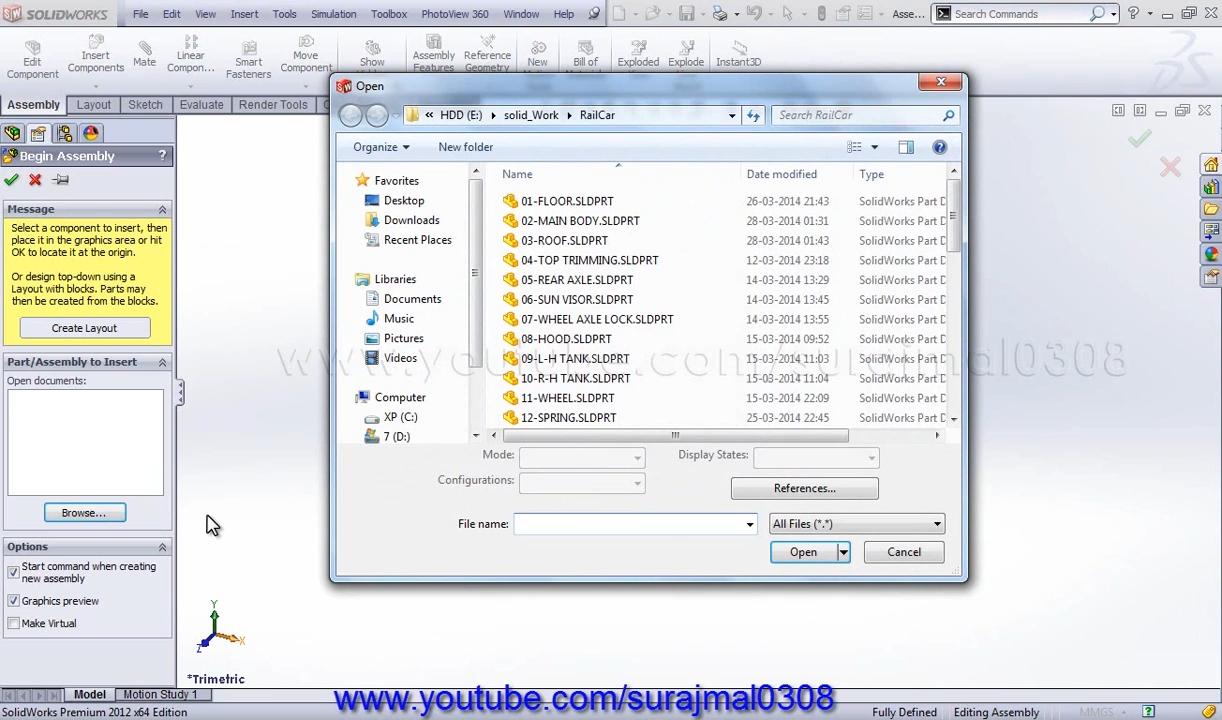 SOLIDWORKS File Edit View Insert Tools Simulation Toolbox PhotoView 360 Window Help Asse... Search Commands
Edit Component
Insert Components
Mate
Linear Compon...
Smart Fasteners
Move Component
Show
Assembly Features
Reference Geometry
New
Bill of
Exploded
Explode
Instant3D
Assembly Layout Sketch Evaluate Render Tools
Begin Assembly ?
Message
Select a component to insert, then
place it in the graphics area or hit
OK to locate it at the origin.
Or design top-down using a
Layout with blocks. Parts may
then be created from the blocks.
Create Layout
Part/Assembly to Insert
Open documents:
Browse...
Options
Start command when creating
new assembly
Graphics preview
Make Virtual
Open
« HDD (E:) solid_Work RailCar Search RailCar
Organize New folder
Favorites
Desktop
Downloads
Recent Places
Libraries
Documents
Music
Pictures
Videos
Computer
XP (C:)
7 (D:)
Name Date modified Type
01-FLOOR.SLDPRT 26-03-2014 21:43 SolidWorks Part D
02-MAIN BODY.SLDPRT 28-03-2014 01:31 SolidWorks Part D
03-ROOF.SLDPRT 28-03-2014 01:43 SolidWorks Part D
04-TOP TRIMMING.SLDPRT 12-03-2014 23:18 SolidWorks Part D
05-REAR AXLE.SLDPRT 14-03-2014 13:29 SolidWorks Part D
06-SUN VISOR.SLDPRT 14-03-2014 13:45 SolidWorks Part D
07-WHEEL AXLE LOCK.SLDPRT 14-03-2014 13:55 SolidWorks Part D
08-HOOD.SLDPRT 15-03-2014 09:52 SolidWorks Part D
09-L-H TANK.SLDPRT 15-03-2014 11:03 SolidWorks Part D
10-R-H TANK.SLDPRT 15-03-2014 11:04 SolidWorks Part D
11-WHEEL.SLDPRT 15-03-2014 22:09 SolidWorks Part D
12-SPRING.SLDPRT 25-03-2014 22:45 SolidWorks Part D
www.youtube.com/surajmal0308
Mode: Display States:
Configurations:
References...
File name: All Files (*.*)
Open Cancel
Y
X
Z
*Trimetric
Model Motion Study 1
www.youtube.com/surajmal0308
SolidWorks Premium 2012 x64 Edition Fully Defined Editing Assembly MMGS